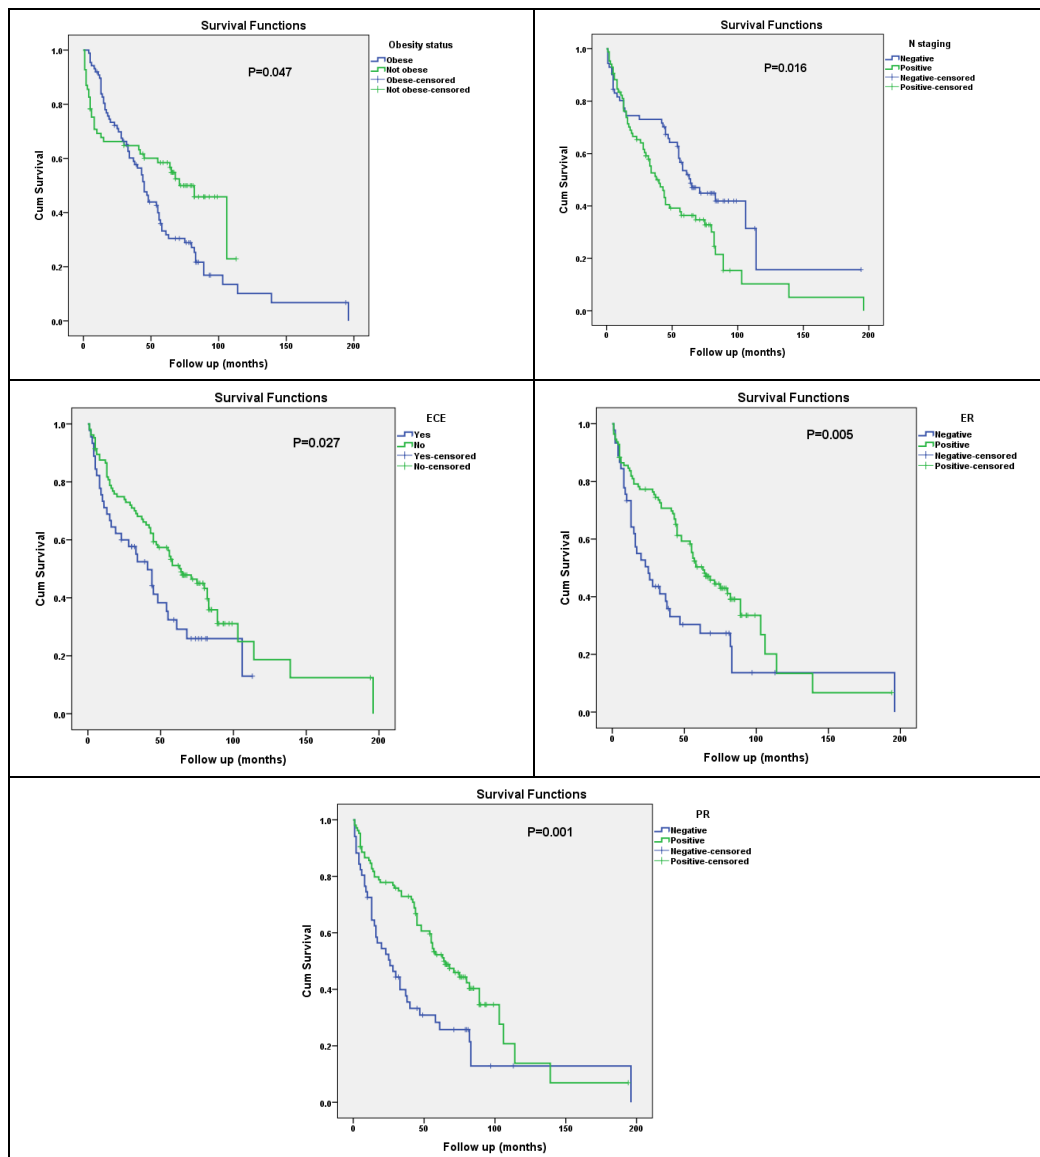 Survival Functions
Obesity status
Obese
Not obese
Obese-censored
Not obese-censored
P=0.047
Cum Survival
1.0
0.8
0.6
0.4
0.2
0.0
0 50 100 150 200
Follow up (months)
Survival Functions
N staging
Negative
Positive
Negative-censored
Positive-censored
P=0.016
Cum Survival
1.0
0.8
0.6
0.4
0.2
0.0
0 50 100 150 200
Follow up (months)
Survival Functions
ECE
Yes
No
Yes-censored
No-censored
P=0.027
Cum Survival
1.0
0.8
0.6
0.4
0.2
0.0
0 50 100 150 200
Follow up (months)
Survival Functions
ER
Negative
Positive
Negative-censored
Positive-censored
P=0.005
Cum Survival
1.0
0.8
0.6
0.4
0.2
0.0
0 50 100 150 200
Follow up (months)
Survival Functions
PR
Negative
Positive
Negative-censored
Positive-censored
P=0.001
Cum Survival
1.0
0.8
0.6
0.4
0.2
0.0
0 50 100 150 200
Follow up (months)